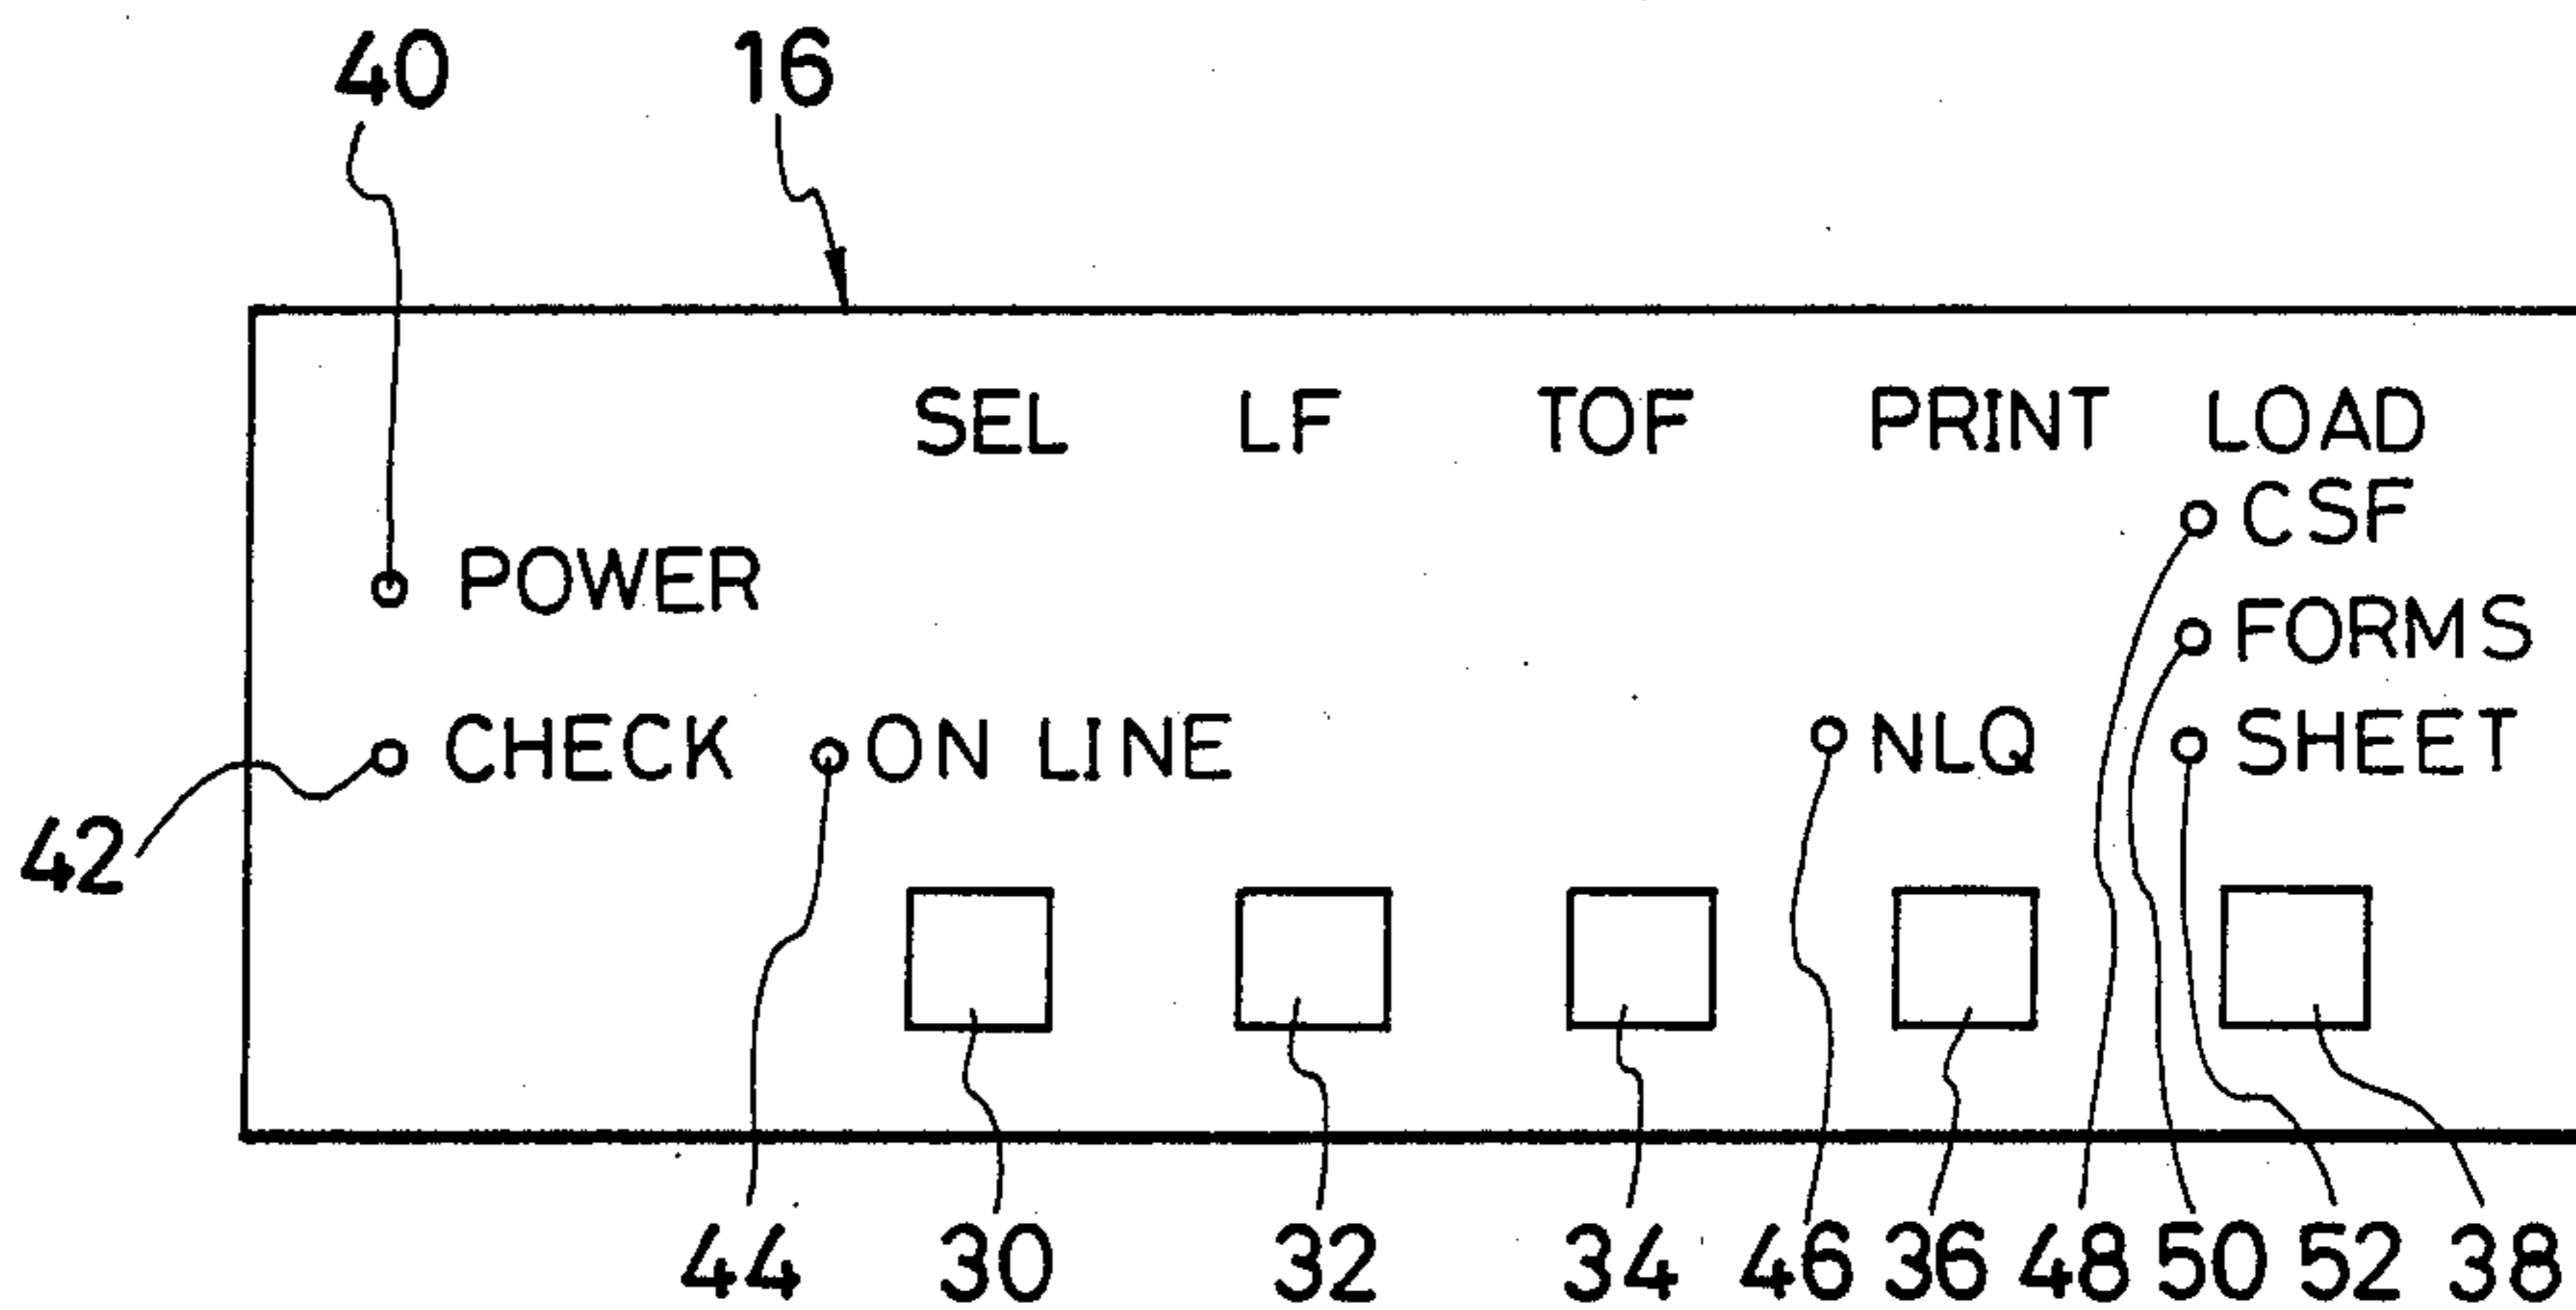 40 16
SEL LF TOF PRINT LOAD
CSF
POWER
FORMS
CHECK ON LINE NLQ SHEET
42
44 30 32 34 46 36 48 50 52 38